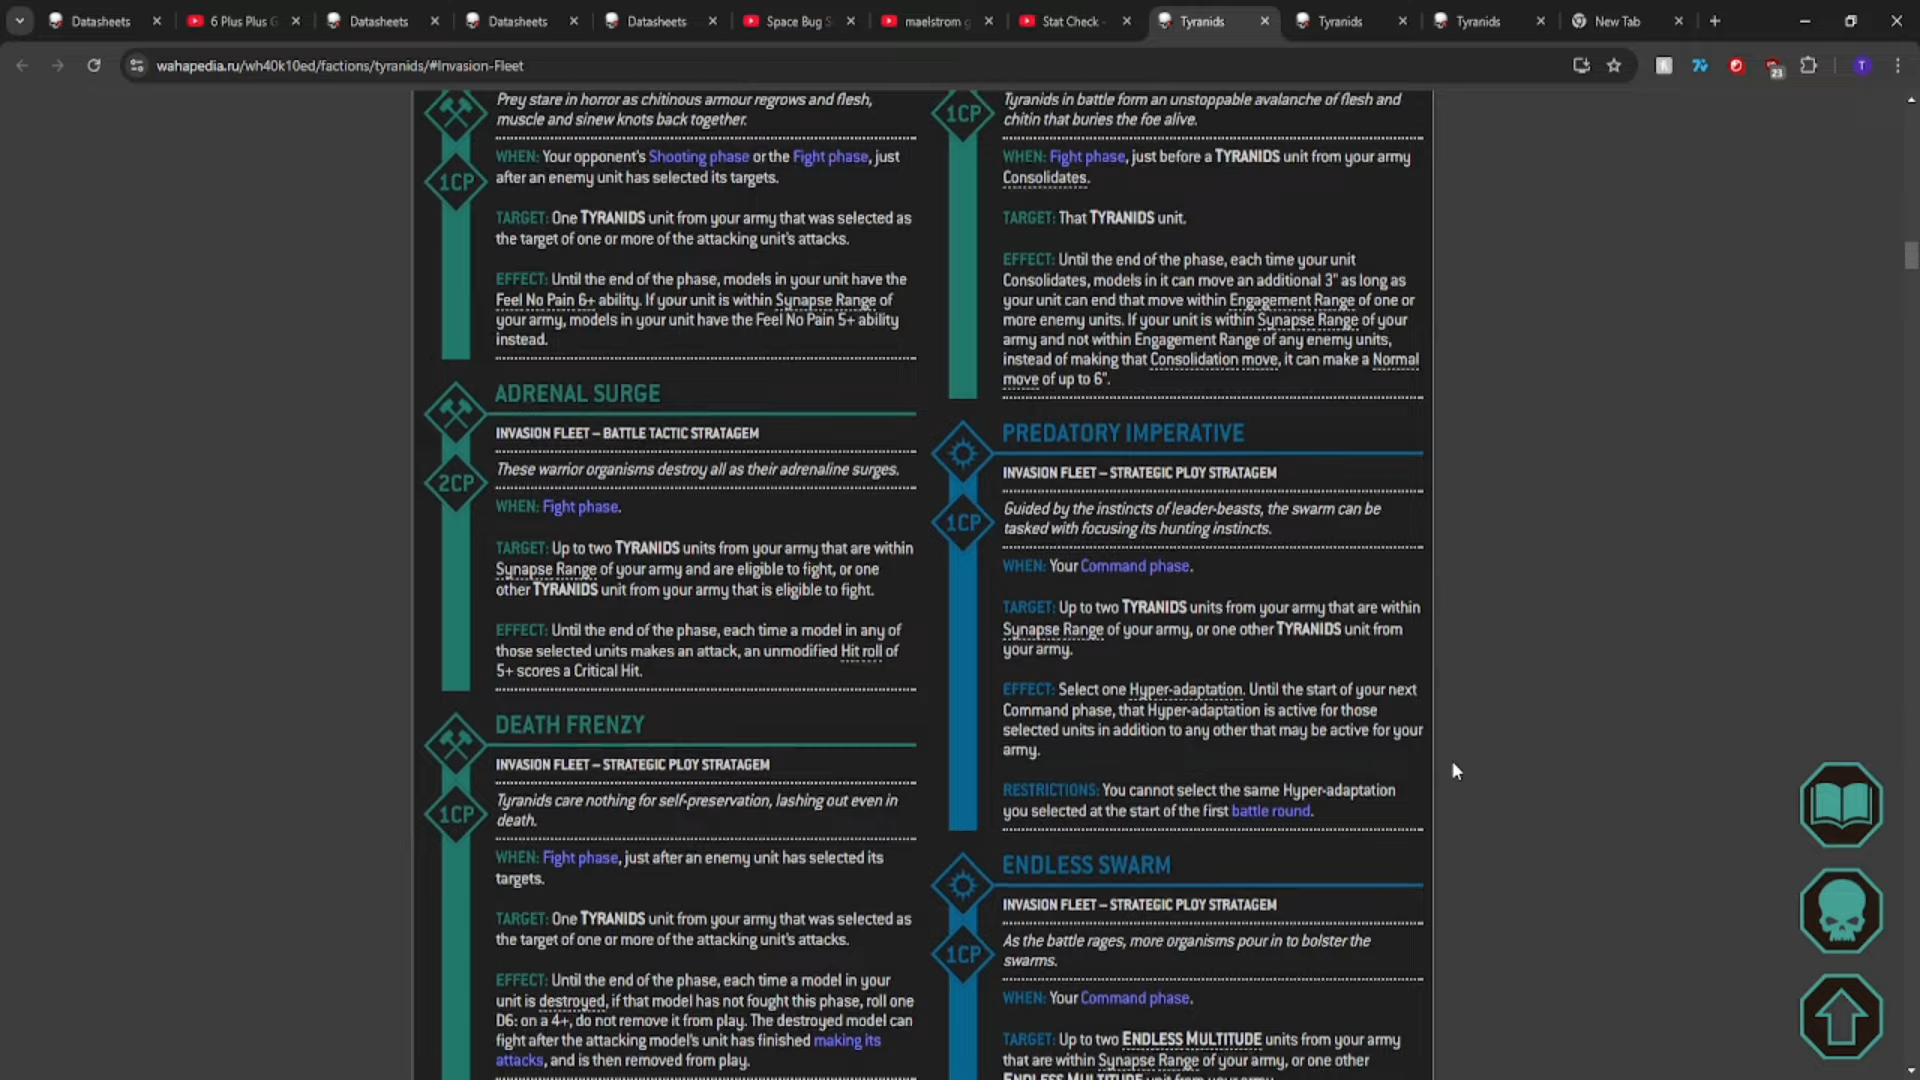 Datasheets
6 Plus Plus G
Datasheets
Datasheets
Datasheets
Space Bug S
maelstrom g
Stat Check -
Tyranids
Tyranids
Tyranids
New Tab
wahapedia.ru/wh40k10ed/factions/tyranids/#Invasion-Fleet
23
T
Prey stare in horror as chitinous armour regrows and flesh,
muscle and sinew knots back together.
1CP
WHEN: Your opponent's Shooting phase or the Fight phase, just
after an enemy unit has selected its targets.
TARGET: One TYRANIDS unit from your army that was selected as
the target of one or more of the attacking unit's attacks.
EFFECT: Until the end of the phase, models in your unit have the
Feel No Pain 6+ ability. If your unit is within Synapse Range of
your army, models in your unit have the Feel No Pain 5+ ability
instead.
ADRENAL SURGE
INVASION FLEET – BATTLE TACTIC STRATAGEM
These warrior organisms destroy all as their adrenaline surges.
2CP
WHEN: Fight phase.
TARGET: Up to two TYRANIDS units from your army that are within
Synapse Range of your army and are eligible to fight, or one
other TYRANIDS unit from your army that is eligible to fight.
EFFECT: Until the end of the phase, each time a model in any of
those selected units makes an attack, an unmodified Hit roll of
5+ scores a Critical Hit.
DEATH FRENZY
INVASION FLEET – STRATEGIC PLOY STRATAGEM
Tyranids care nothing for self-preservation, lashing out even in
death.
1CP
WHEN: Fight phase, just after an enemy unit has selected its
targets.
TARGET: One TYRANIDS unit from your army that was selected as
the target of one or more of the attacking unit's attacks.
EFFECT: Until the end of the phase, each time a model in your
unit is destroyed, if that model has not fought this phase, roll one
D6: on a 4+, do not remove it from play. The destroyed model can
fight after the attacking model's unit has finished making its
attacks, and is then removed from play.
1CP
Tyranids in battle form an unstoppable avalanche of flesh and
chitin that buries the foe alive.
WHEN: Fight phase, just before a TYRANIDS unit from your army
Consolidates.
TARGET: That TYRANIDS unit.
EFFECT: Until the end of the phase, each time your unit
Consolidates, models in it can move an additional 3" as long as
your unit can end that move within Engagement Range of one or
more enemy units. If your unit is within Synapse Range of your
army and not within Engagement Range of any enemy units,
instead of making that Consolidation move, it can make a Normal
move of up to 6".
PREDATORY IMPERATIVE
INVASION FLEET – STRATEGIC PLOY STRATAGEM
Guided by the instincts of leader-beasts, the swarm can be
tasked with focusing its hunting instincts.
1CP
WHEN: Your Command phase.
TARGET: Up to two TYRANIDS units from your army that are within
Synapse Range of your army, or one other TYRANIDS unit from
your army.
EFFECT: Select one Hyper-adaptation. Until the start of your next
Command phase, that Hyper-adaptation is active for those
selected units in addition to any other that may be active for your
army.
RESTRICTIONS: You cannot select the same Hyper-adaptation
you selected at the start of the first battle round.
ENDLESS SWARM
INVASION FLEET – STRATEGIC PLOY STRATAGEM
As the battle rages, more organisms pour in to bolster the
swarms.
1CP
WHEN: Your Command phase.
TARGET: Up to two ENDLESS MULTITUDE units from your army
that are within Synapse Range of your army, or one other
ENDLESS MULTITUDE unit from your army.